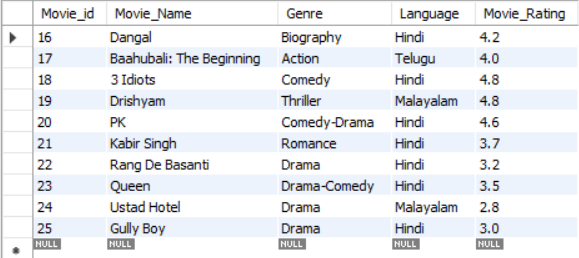 Movie_id Movie_Name Genre Language Movie_Rating
16 Dangal Biography Hindi 4.2
17 Baahubali: The Beginning Action Telugu 4.0
18 3 Idiots Comedy Hindi 4.8
19 Drishyam Thriller Malayalam 4.8
20 PK Comedy-Drama Hindi 4.6
21 Kabir Singh Romance Hindi 3.7
22 Rang De Basanti Drama Hindi 3.2
23 Queen Drama-Comedy Hindi 3.5
24 Ustad Hotel Drama Malayalam 2.8
25 Gully Boy Drama Hindi 3.0
NULL NULL NULL NULL NULL